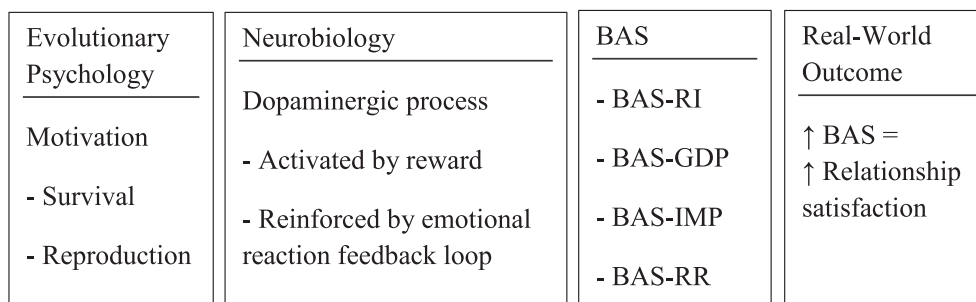 Evolutionary
Psychology
Motivation
- Survival
- Reproduction
Neurobiology
Dopaminergic process
- Activated by reward
- Reinforced by emotional
reaction feedback loop
BAS
- BAS-RI
- BAS-GDP
- BAS-IMP
- BAS-RR
Real-World
Outcome
↑ BAS =
↑ Relationship
satisfaction